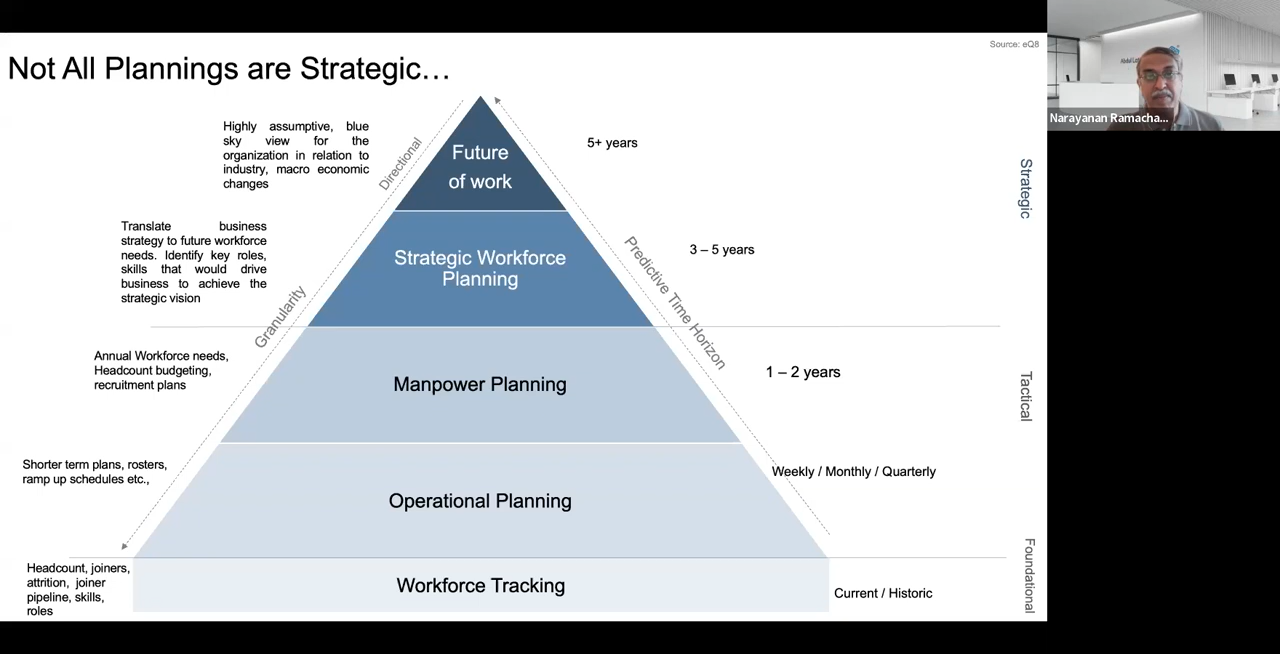 Source: eQ8
Not All Plannings are Strategic…
Narayanan Ramacha...
Highly assumptive, blue
sky view for the
organization in relation to
industry, macro economic
changes
Directional
Future
of work
5+ years
Strategic
Translate business
strategy to future workforce
needs. Identify key roles,
skills that would drive
business to achieve the
strategic vision
Granularity
Strategic Workforce
Planning
Predictive Time Horizon
3 – 5 years
Annual Workforce needs,
Headcount budgeting,
recruitment plans
Manpower Planning
1 – 2 years
Tactical
Shorter term plans, rosters,
ramp up schedules etc.,
Operational Planning
Weekly / Monthly / Quarterly
Headcount, joiners,
attrition, joiner
pipeline, skills,
roles
Workforce Tracking
Current / Historic
Foundational